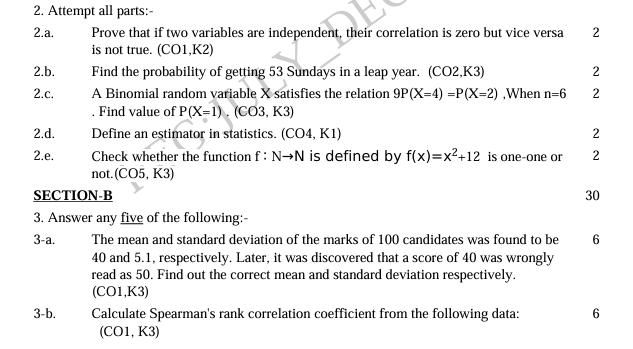 2. Attempt all parts:-
2.a. Prove that if two variables are independent, their correlation is zero but vice versa 2
is not true. (CO1,K2)
2.b. Find the probability of getting 53 Sundays in a leap year. (CO2,K3) 2
2.c. A Binomial random variable X satisfies the relation 9P(X=4) =P(X=2) ,When n=6 2
. Find value of P(X=1) . (CO3, K3)
2.d. Define an estimator in statistics. (CO4, K1) 2
2.e. Check whether the function f : N→N is defined by f(x)=x²+12 is one-one or 2
not.(CO5, K3)
SECTION-B 30
3. Answer any five of the following:-
3-a. The mean and standard deviation of the marks of 100 candidates was found to be 6
40 and 5.1, respectively. Later, it was discovered that a score of 40 was wrongly
read as 50. Find out the correct mean and standard deviation respectively.
(CO1,K3)
3-b. Calculate Spearman's rank correlation coefficient from the following data: 6
(CO1, K3)